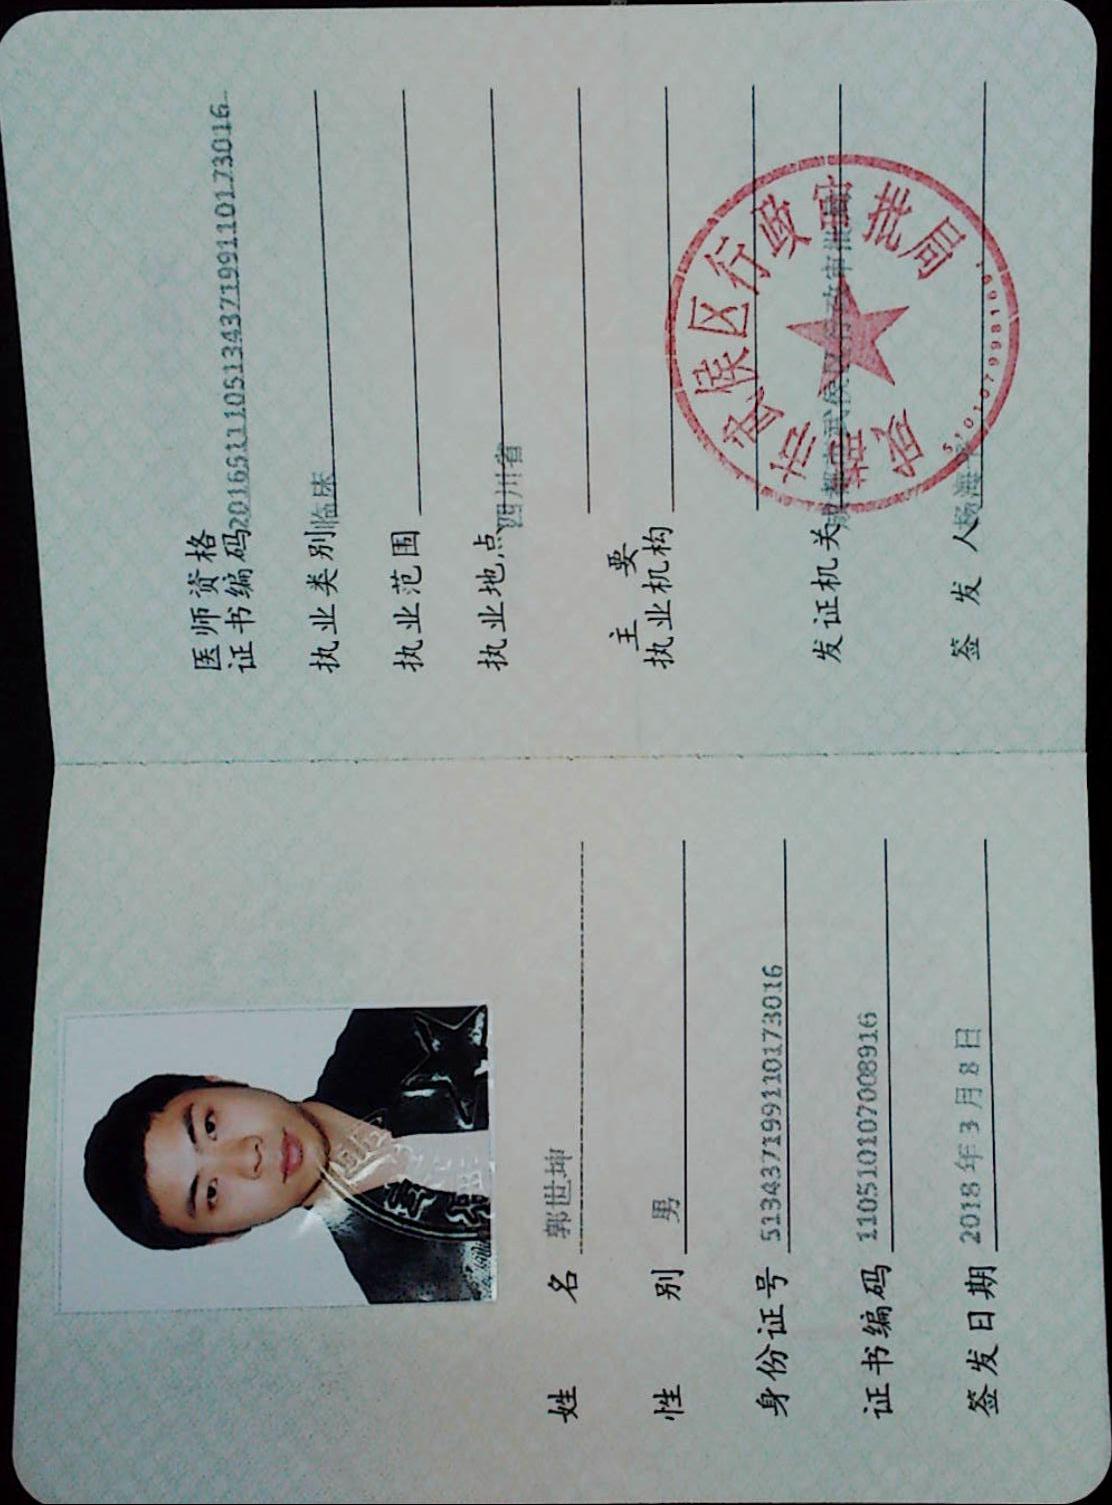 姓名 郭世坤
性别 男
身份证号 513437199110173016
证书编码 110510107008916
签发日期 2018年3月8日
医师资格
证书编码 201651110513437199110173016
执业类别 临床
执业范围
执业地点 四川省
主要
执业机构
发证机关 成都市武侯区行政审批局
签发人 杨海
成都市武侯区行政审批局